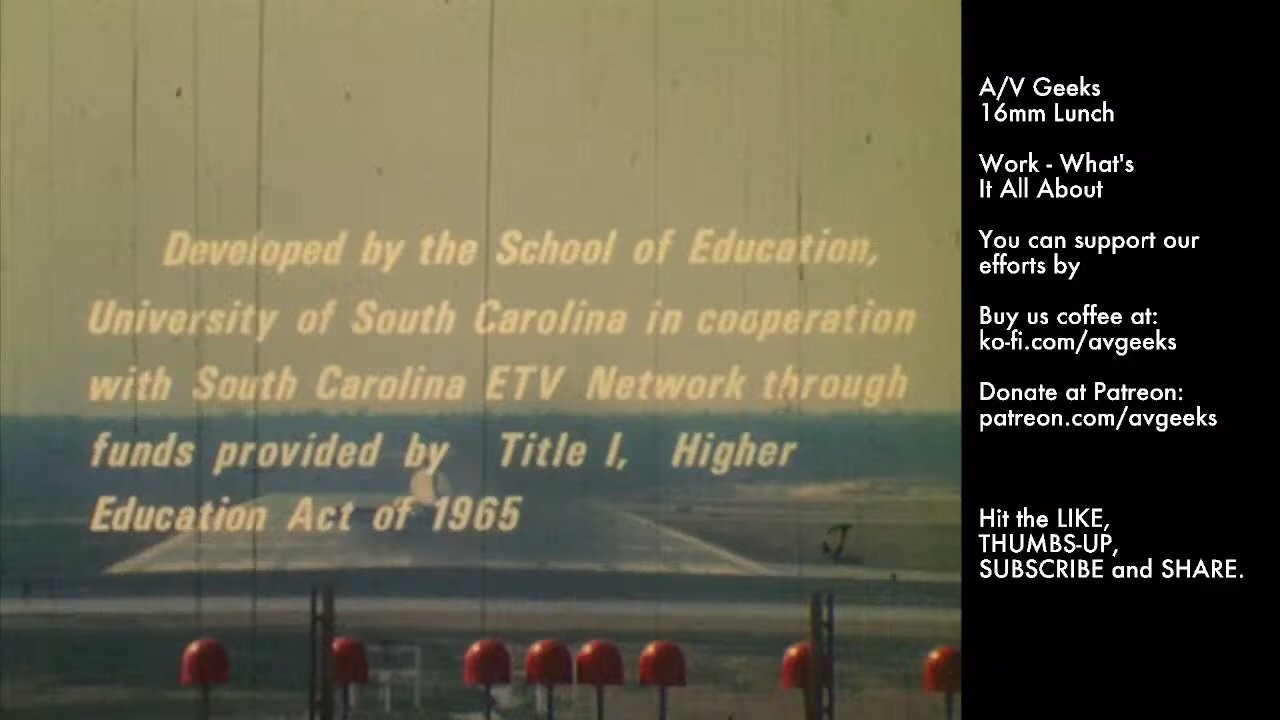 Developed by the School of Education,
University of South Carolina in cooperation
with South Carolina ETV Network through
funds provided by Title I, Higher
Education Act of 1965
A/V Geeks
16mm Lunch
Work - What's
It All About
You can support our
efforts by
Buy us coffee at:
ko-fi.com/avgeeks
Donate at Patreon:
patreon.com/avgeeks
Hit the LIKE,
THUMBS-UP,
SUBSCRIBE and SHARE.